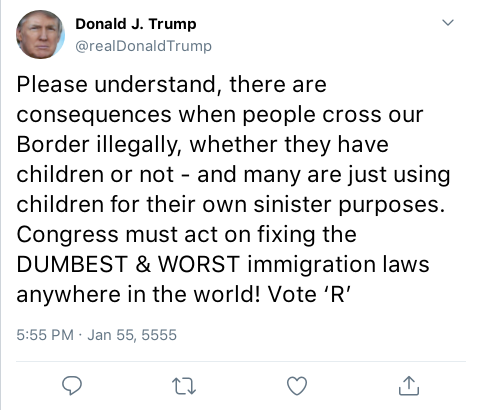 Donald J. Trump
@realDonaldTrump
Please understand, there are
consequences when people cross our
Border illegally, whether they have
children or not - and many are just using
children for their own sinister purposes.
Congress must act on fixing the
DUMBEST & WORST immigration laws
anywhere in the world! Vote ‘R’
5:55 PM · Jan 55, 5555